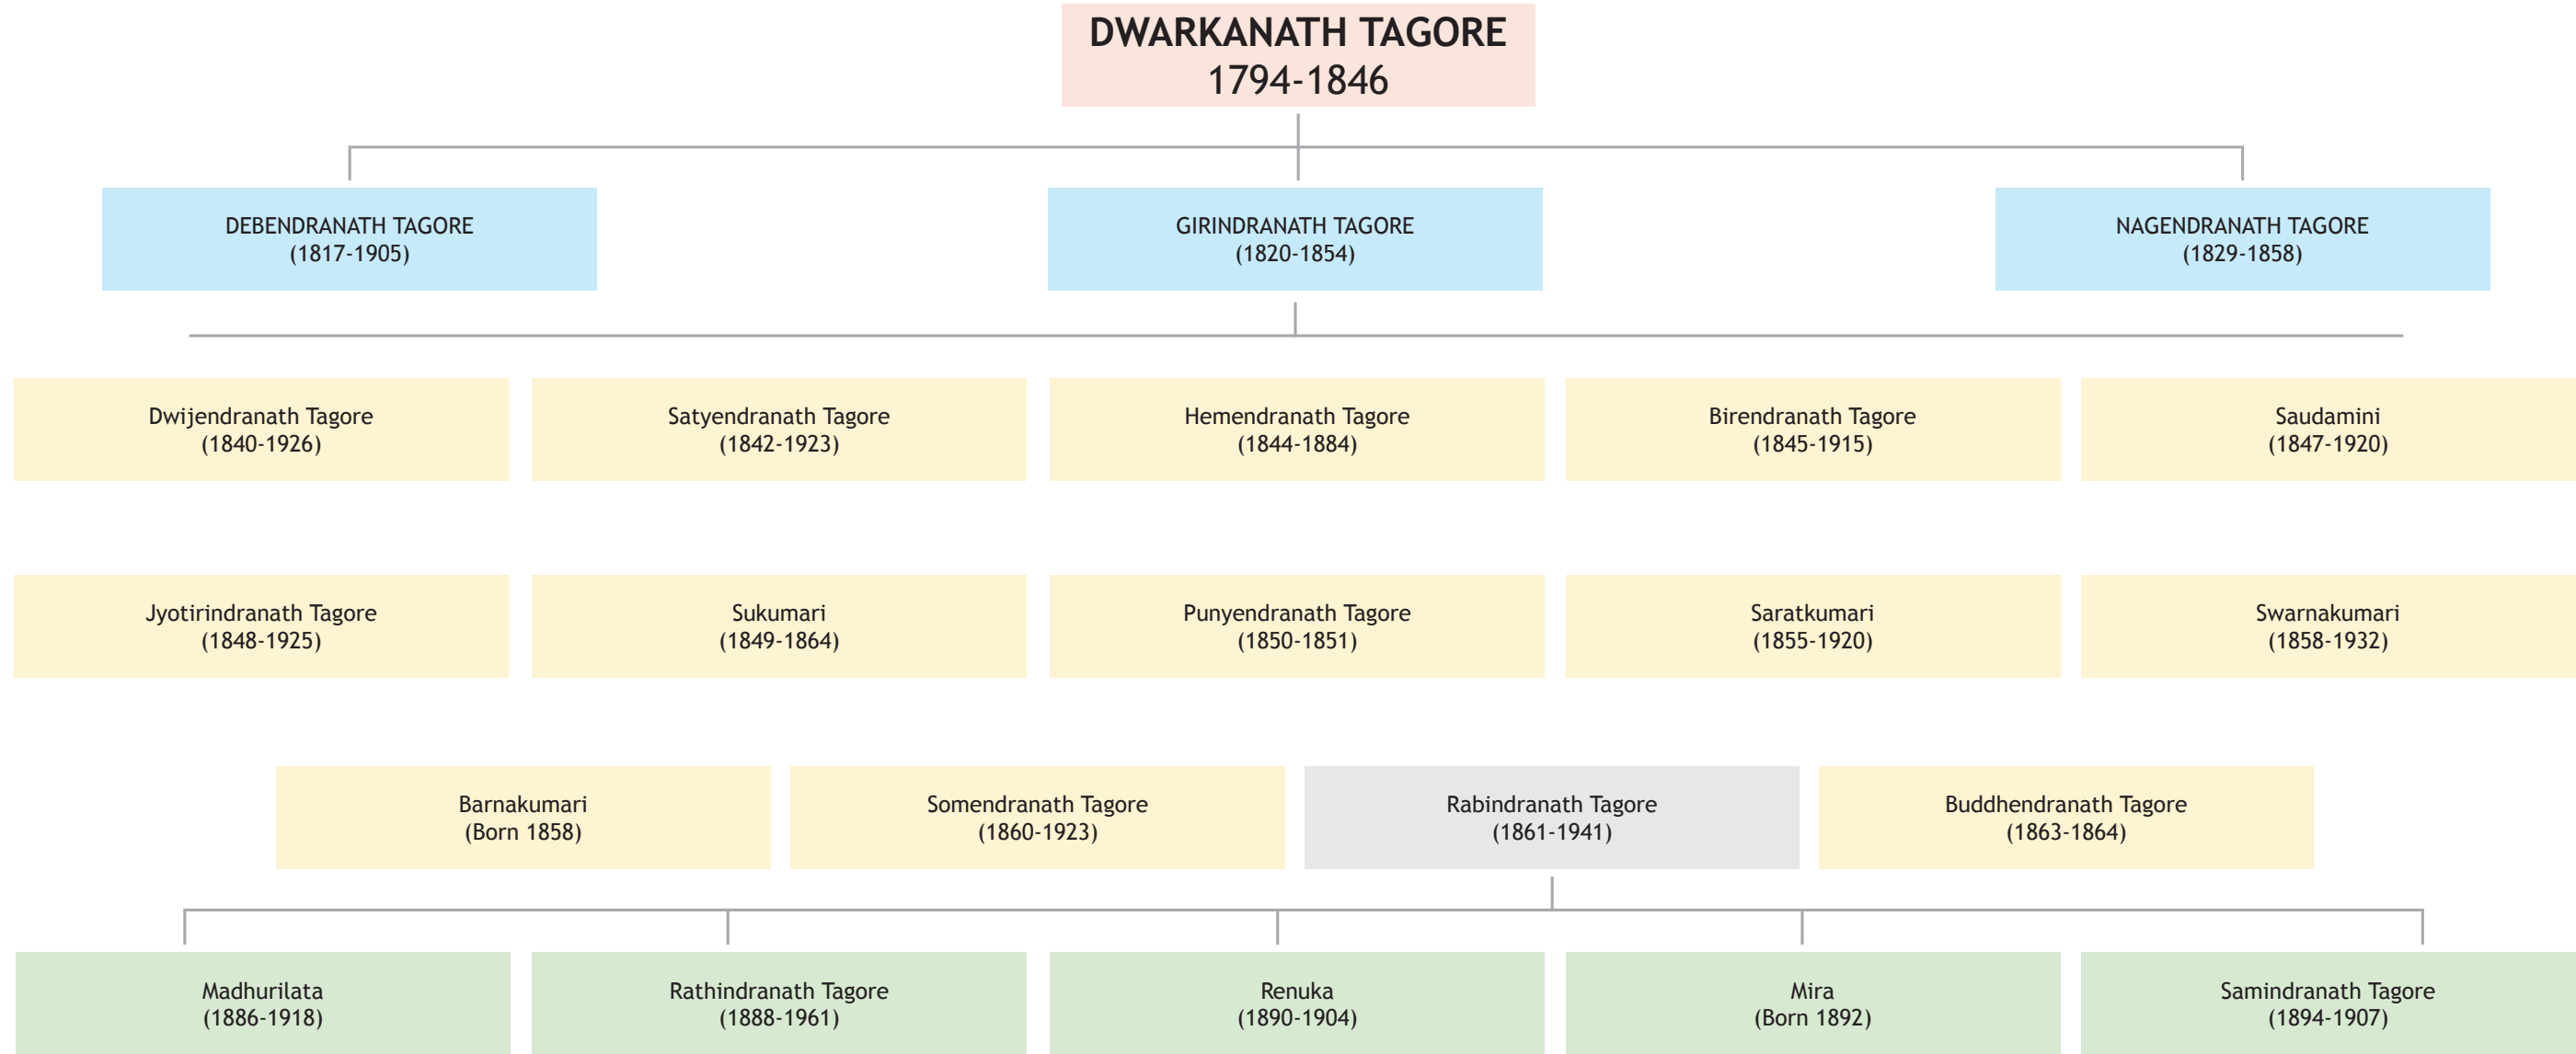 DWARKANATH TAGORE
1794-1846
DEBENDRANATH TAGORE
(1817-1905)
GIRINDRANATH TAGORE
(1820-1854)
NAGENDRANATH TAGORE
(1829-1858)
Dwijendranath Tagore
(1840-1926)
Satyendranath Tagore
(1842-1923)
Hemendranath Tagore
(1844-1884)
Birendranath Tagore
(1845-1915)
Saudamini
(1847-1920)
Jyotirindranath Tagore
(1848-1925)
Sukumari
(1849-1864)
Punyendranath Tagore
(1850-1851)
Saratkumari
(1855-1920)
Swarnakumari
(1858-1932)
Barnakumari
(Born 1858)
Somendranath Tagore
(1860-1923)
Rabindranath Tagore
(1861-1941)
Buddhendranath Tagore
(1863-1864)
Madhurilata
(1886-1918)
Rathindranath Tagore
(1888-1961)
Renuka
(1890-1904)
Mira
(Born 1892)
Samindranath Tagore
(1894-1907)